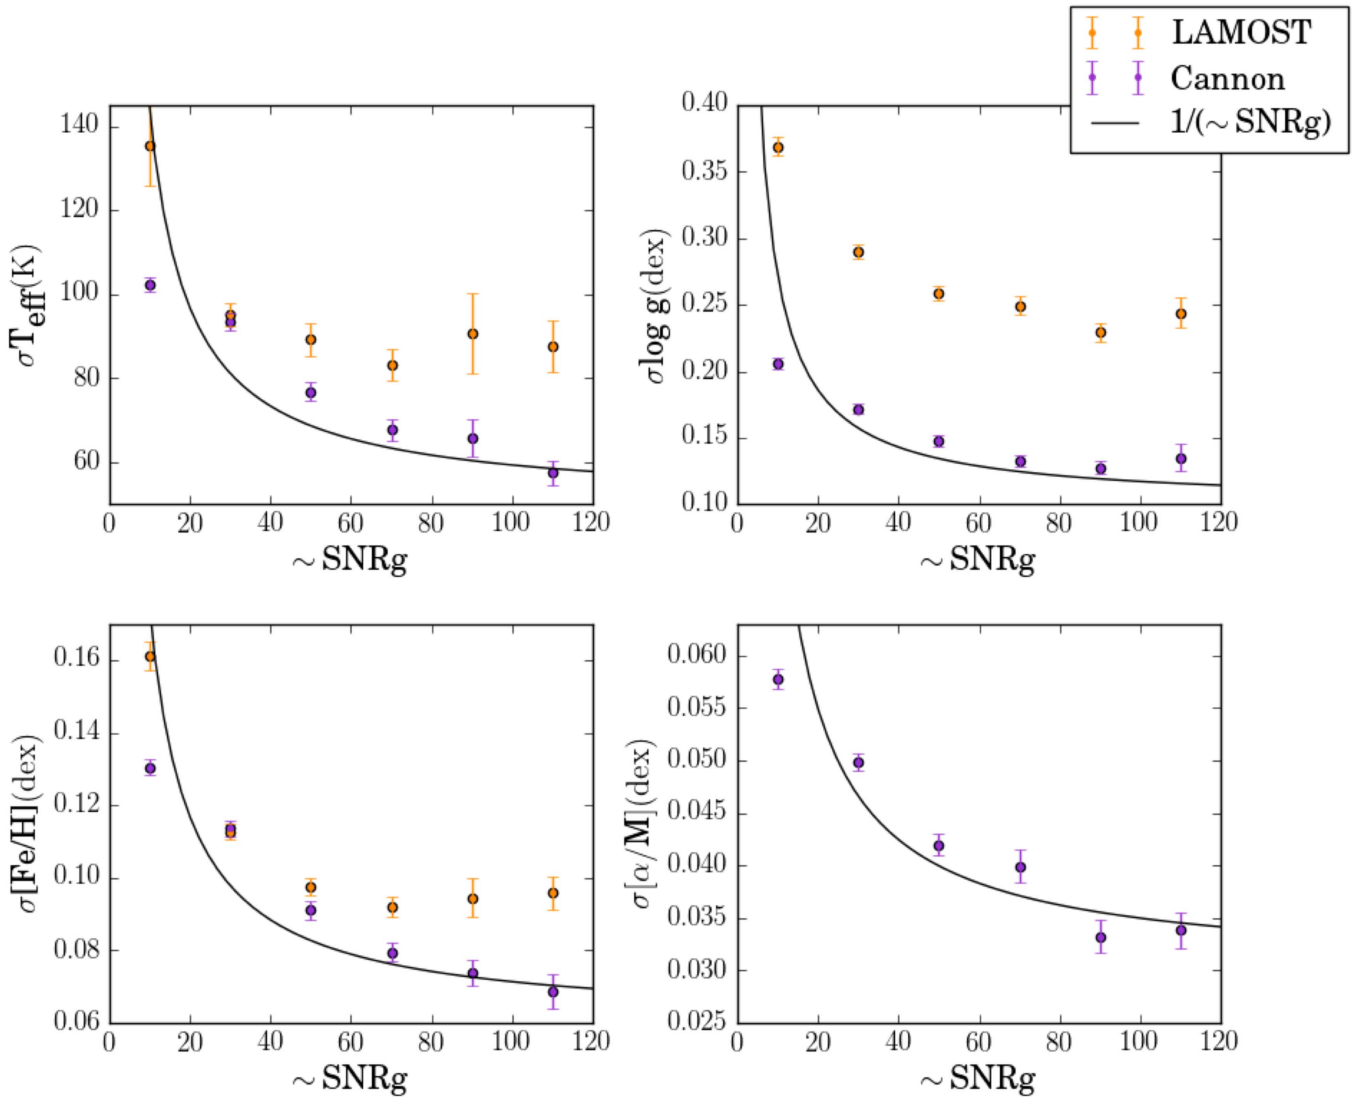 LAMOST
Cannon
1/(∼ SNRg)
140
120
100
80
60
σTeff(K)
0 20 40 60 80 100 120
∼ SNRg
0.40
0.35
0.30
0.25
0.20
0.15
0.10
σlog g(dex)
0 20 40 60 80 100 120
∼ SNRg
0.16
0.14
0.12
0.10
0.08
0.06
σ[Fe/H](dex)
0 20 40 60 80 100 120
∼ SNRg
0.060
0.055
0.050
0.045
0.040
0.035
0.030
0.025
σ[α/M](dex)
0 20 40 60 80 100 120
∼ SNRg